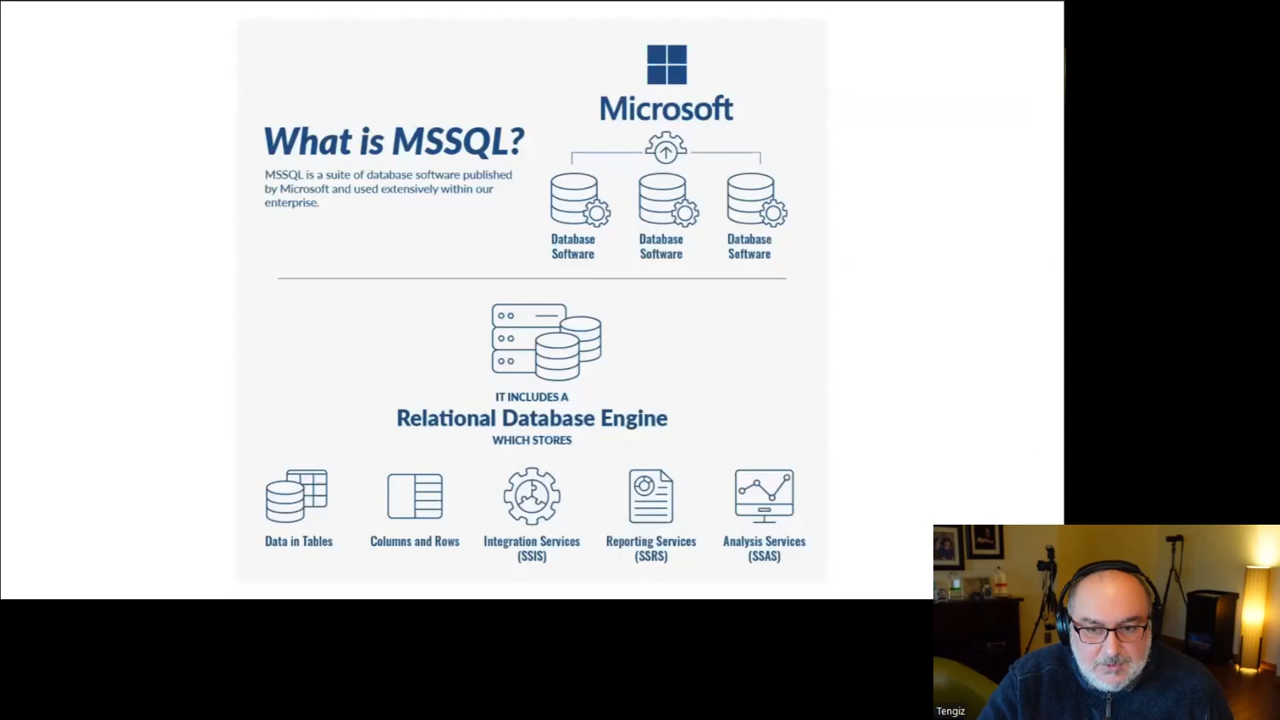 Microsoft
What is MSSQL?
MSSQL is a suite of database software published
by Microsoft and used extensively within our
enterprise.
Database
Software
Database
Software
Database
Software
IT INCLUDES A
Relational Database Engine
WHICH STORES
Data in Tables
Columns and Rows
Integration Services
(SSIS)
Reporting Services
(SSRS)
Analysis Services
(SSAS)
Tengiz